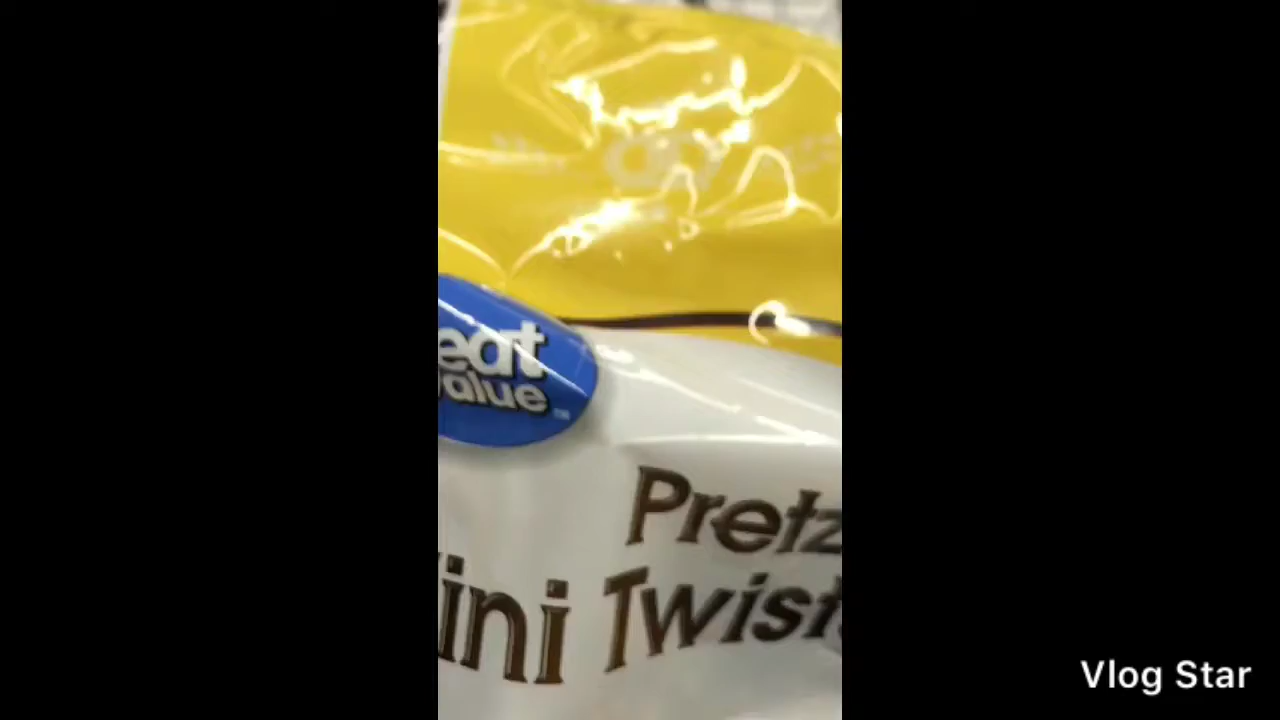 eat
alue
Pretz
ini Twist
Vlog Star